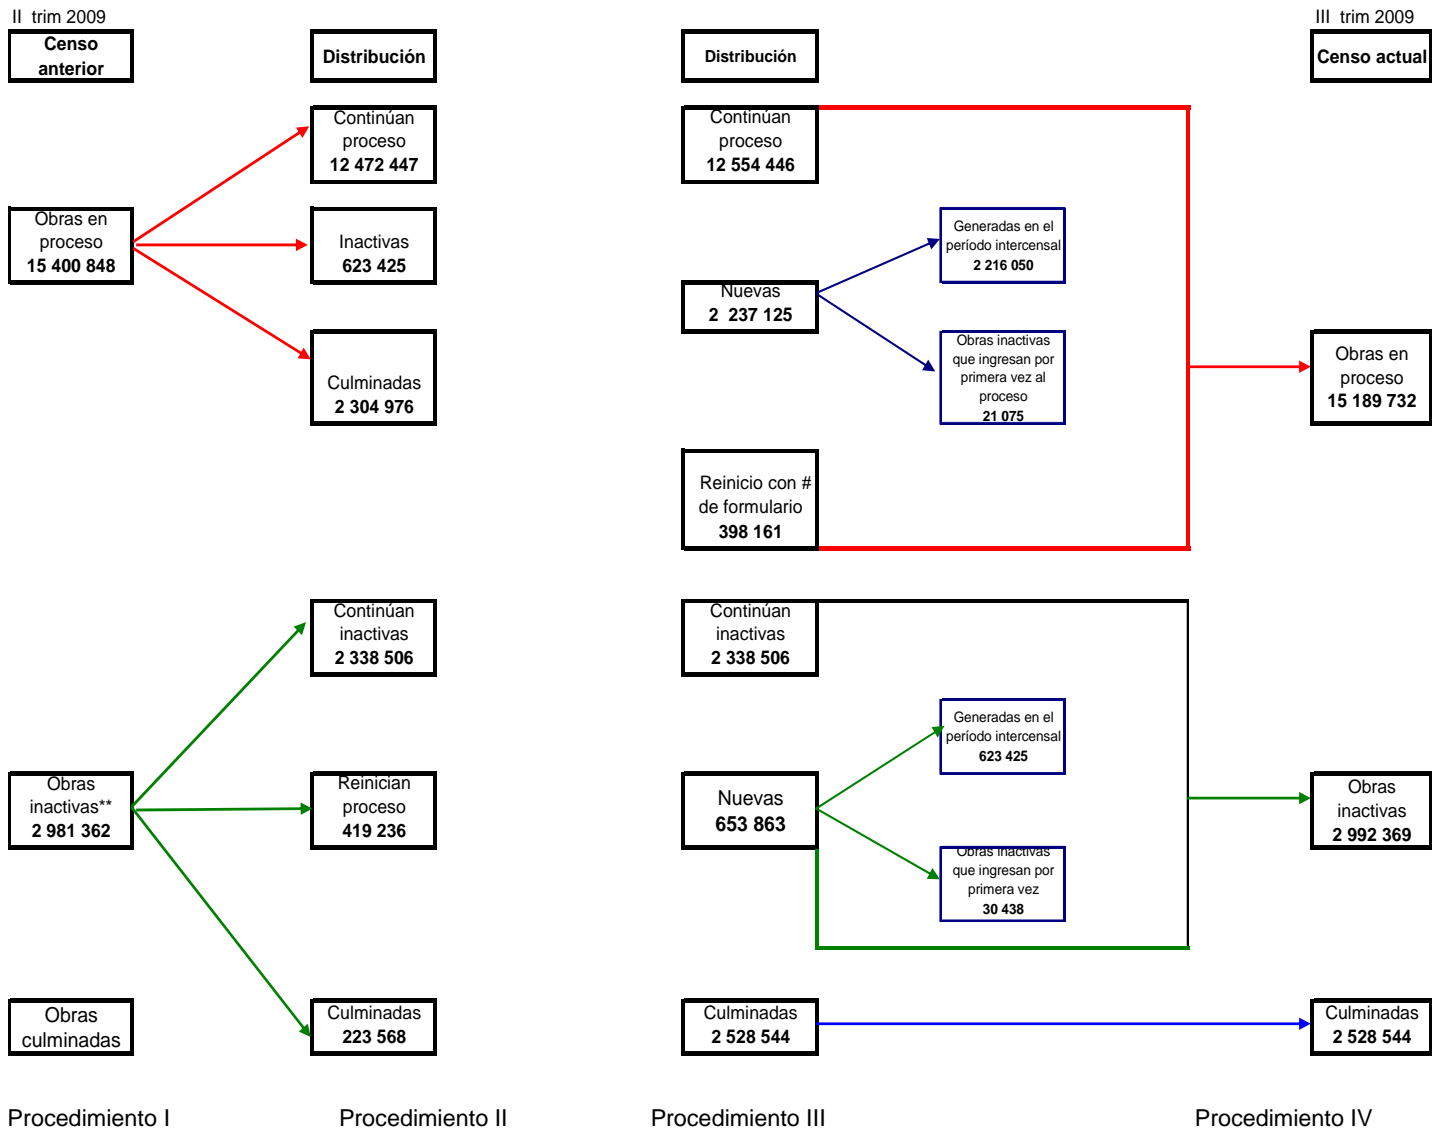 II  trim 2009
III  trim 2009
Censo
anterior
Distribución
Distribución
Censo actual
Continúan
proceso
12 472 447
Continúan
proceso
12 554 446
Obras en
proceso
15 400 848
Inactivas
623 425
Generadas en el
período intercensal
2 216 050
Nuevas
2  237 125
Culminadas
2 304 976
Obras inactivas
que ingresan por
primera vez al
proceso
21 075
Obras en
proceso
15 189 732
Reinicio con #
de formulario
398 161
Continúan
inactivas
2 338 506
Continúan
inactivas
2 338 506
Generadas en el
período intercensal
623 425
Obras
inactivas**
2 981 362
Reinician
proceso
419 236
Nuevas
653 863
Obras
inactivas
2 992 369
Obras inactivas
que ingresan por
primera vez
30 438
Obras
culminadas
Culminadas
223 568
Culminadas
2 528 544
Culminadas
2 528 544
Procedimiento I
Procedimiento II
Procedimiento III
Procedimiento IV